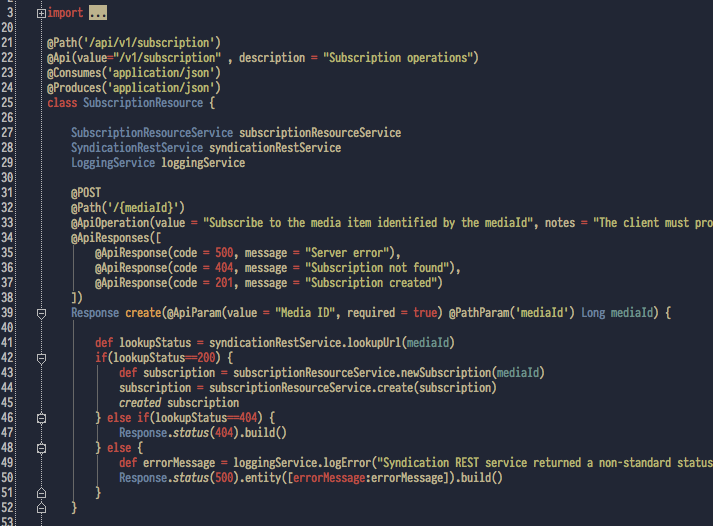 3 import ...
20
21 @Path('/api/v1/subscription')
22 @Api(value="/v1/subscription" , description = "Subscription operations")
23 @Consumes('application/json')
24 @Produces('application/json')
25 class SubscriptionResource {
26
27 SubscriptionResourceService subscriptionResourceService
28 SyndicationRestService syndicationRestService
29 LoggingService loggingService
30
31 @POST
32 @Path('/{mediaId}')
33 @ApiOperation(value = "Subscribe to the media item identified by the mediaId", notes = "The client must pro
34 @ApiResponses([
35 @ApiResponse(code = 500, message = "Server error"),
36 @ApiResponse(code = 404, message = "Subscription not found"),
37 @ApiResponse(code = 201, message = "Subscription created")
38 ])
39 Response create(@ApiParam(value = "Media ID", required = true) @PathParam('mediaId') Long mediaId) {
40
41 def lookupStatus = syndicationRestService.lookupUrl(mediaId)
42 if(lookupStatus==200) {
43 def subscription = subscriptionResourceService.newSubscription(mediaId)
44 subscription = subscriptionResourceService.create(subscription)
45 created subscription
46 } else if(lookupStatus==404) {
47 Response.status(404).build()
48 } else {
49 def errorMessage = loggingService.logError("Syndication REST service returned a non-standard status
50 Response.status(500).entity([errorMessage:errorMessage]).build()
51 }
52 }
53